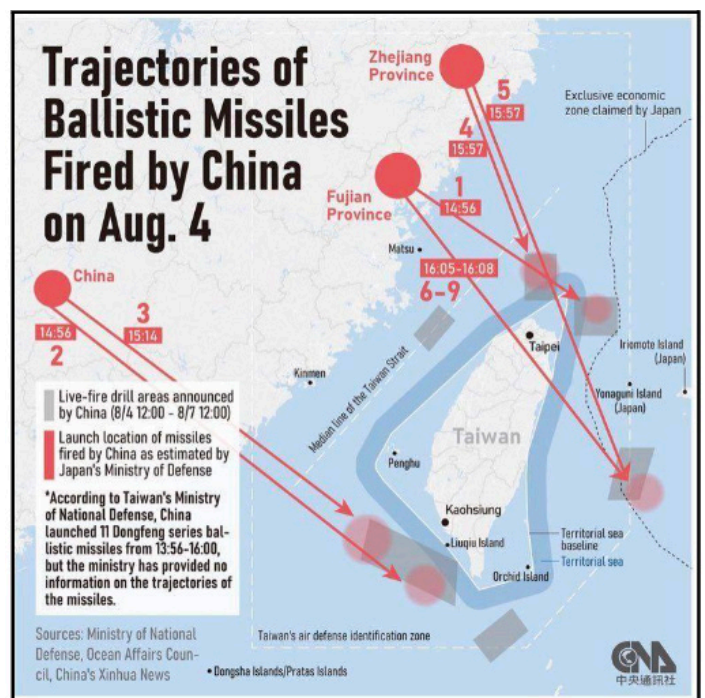 Trajectories of
Ballistic Missiles
Fired by China
on Aug. 4
Zhejiang
Province
5
15:57
4
15:57
Exclusive economic
zone claimed by Japan
1
14:56
Fujian
Province
Matsu
16:05-16:08
6-9
China
3
15:14
14:56
2
Kinmen
Median line of the Taiwan Strait
Taipei
Iriomote Island
(Japan)
Yonaguni Island
(Japan)
Live-fire drill areas announced
by China (8/4 12:00 - 8/7 12:00)
Launch location of missiles
fired by China as estimated by
Japan's Ministry of Defense
*According to Taiwan's Ministry
of National Defense, China
launched 11 Dongfeng series bal-
listic missiles from 13:56-16:00,
but the ministry has provided no
information on the trajectories of
the missiles.
Taiwan
Penghu
Kaohsiung
Liuqiu Island
Orchid Island
Territorial sea
baseline
Territorial sea
Sources: Ministry of National
Defense, Ocean Affairs Coun-
cil, China's Xinhua News
Taiwan's air defense identification zone
Dongsha Islands/Pratas Islands
CNA
中央通訊社